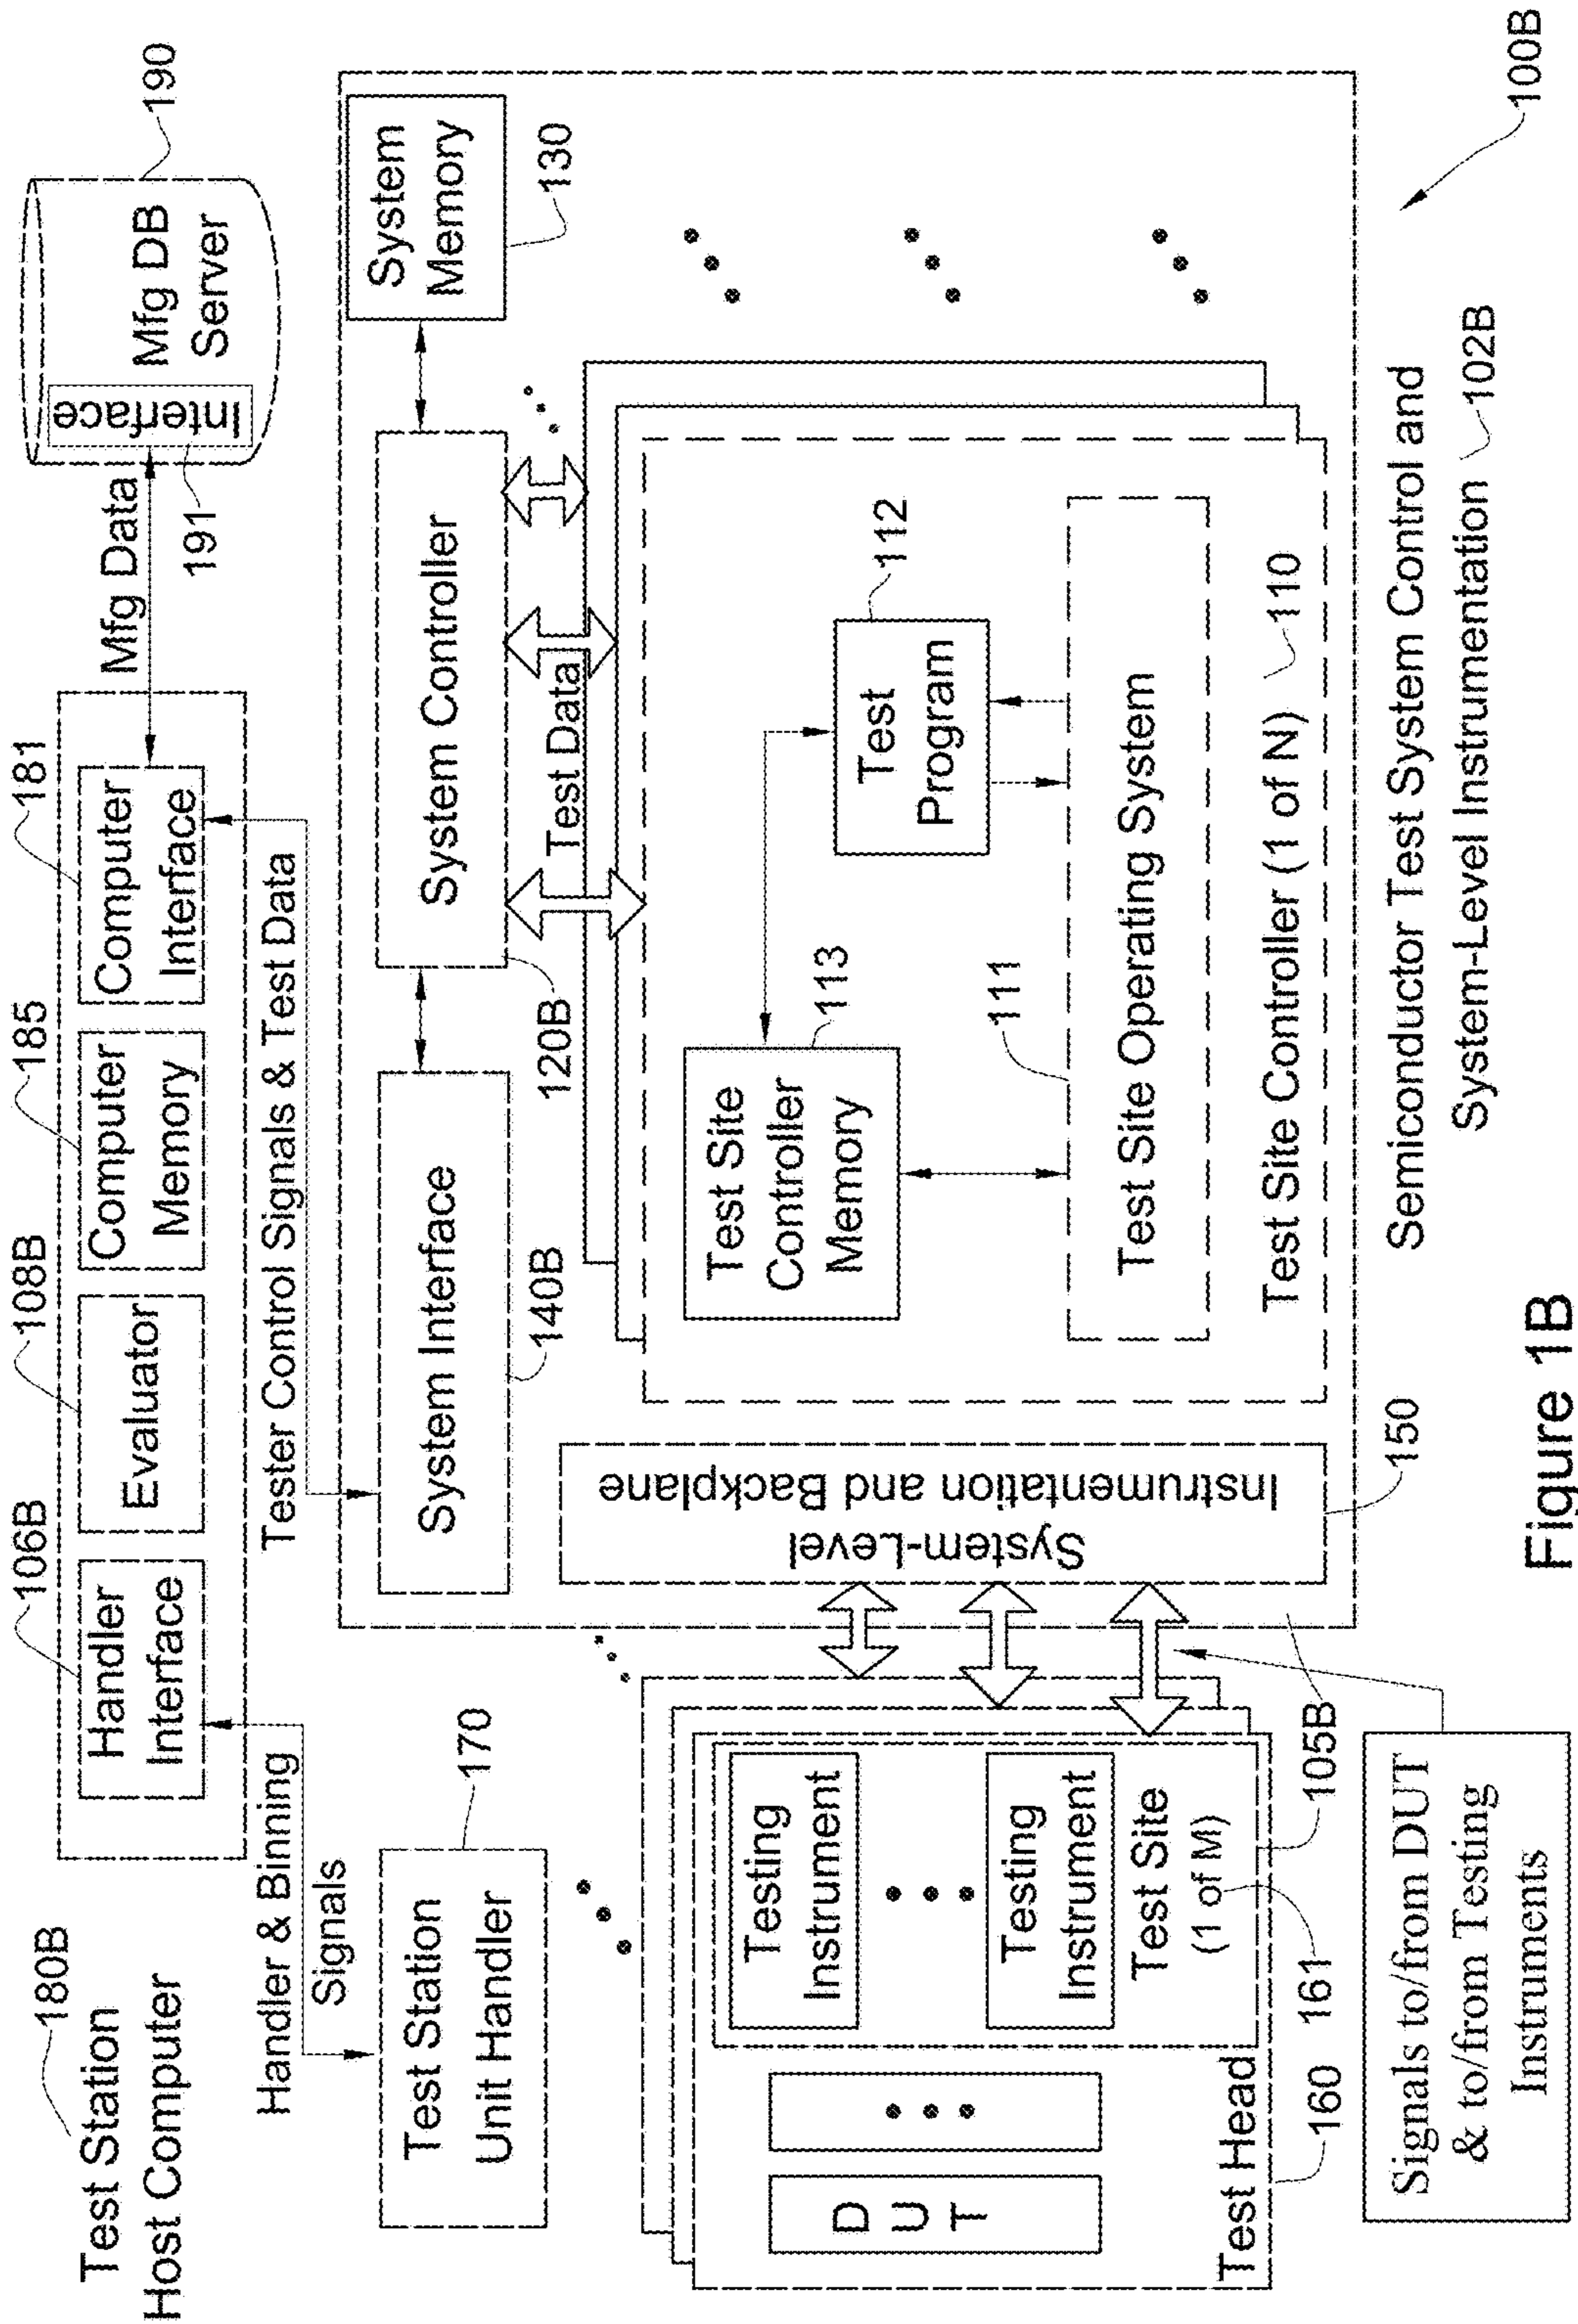 180B
Test Station
Host Computer
106B
Handler
Interface
108B
Evaluator
185
Computer
Memory
181
Computer
Interface
Mfg Data
191
Interface
Mfg DB
Server
190
Handler & Binning
Signals
Tester Control Signals & Test Data
Test Station
Unit Handler
170
System Interface
140B
System Controller
120B
System
Memory
130
Test Data
Test Site
Controller
Memory
113
Test
Program
112
111
Test Site Operating System
Test Site Controller (1 of N)
110
System-Level
Instrumentation and Backplane
150
D
U
T
Testing
Instrument
Testing
Instrument
Test Site
(1 of M)
Test Head
160
161
105B
Signals to/from DUT
& to/from Testing
Instruments
Semiconductor Test System Control and
System-Level Instrumentation
102B
100B
Figure 1B